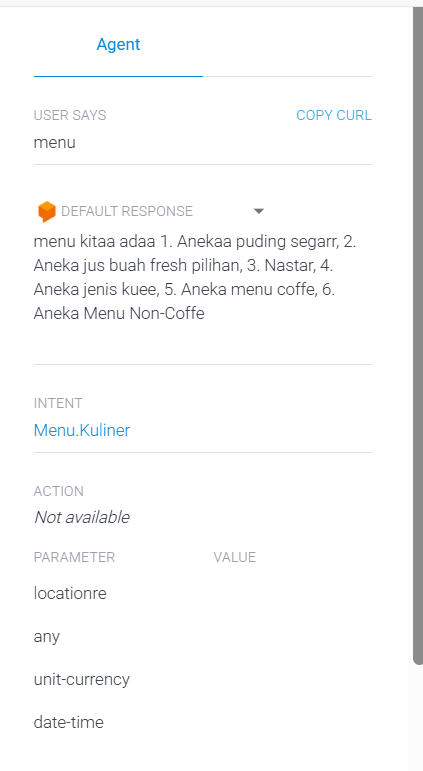 Agent
USER SAYS COPY CURL
menu
DEFAULT RESPONSE
menu kitaa adaa 1. Anekaa puding segarr, 2.
Aneka jus buah fresh pilihan, 3. Nastar, 4.
Aneka jenis kuee, 5. Aneka menu coffe, 6.
Aneka Menu Non-Coffe
INTENT
Menu.Kuliner
ACTION
Not available
PARAMETER VALUE
locationre
any
unit-currency
date-time